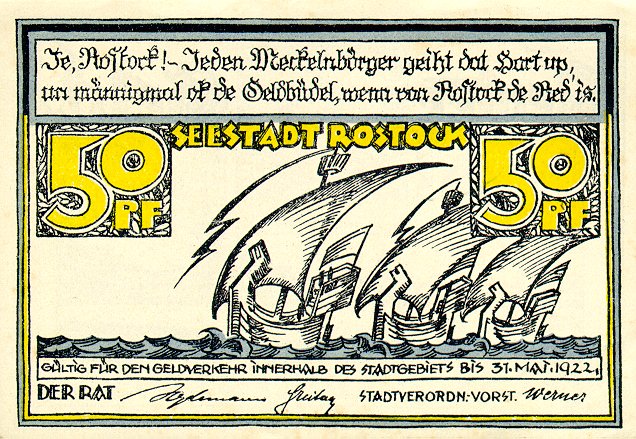 Je, Rostock! - Jeden Meckelnbörger geiht dat Hart up,
un männigmal ok de Geldbüdel, wenn von Rostock de Red' is.
50 PF
SEESTADT ROSTOCK
50 PF
GÜLTIG FÜR DEN GELDVERKEHR INNERHALB DES STADTGEBIETS BIS 31. MAI. 1922,
DER RAT Heydemann Freitag STADTVERORDN.-VORST. Werner